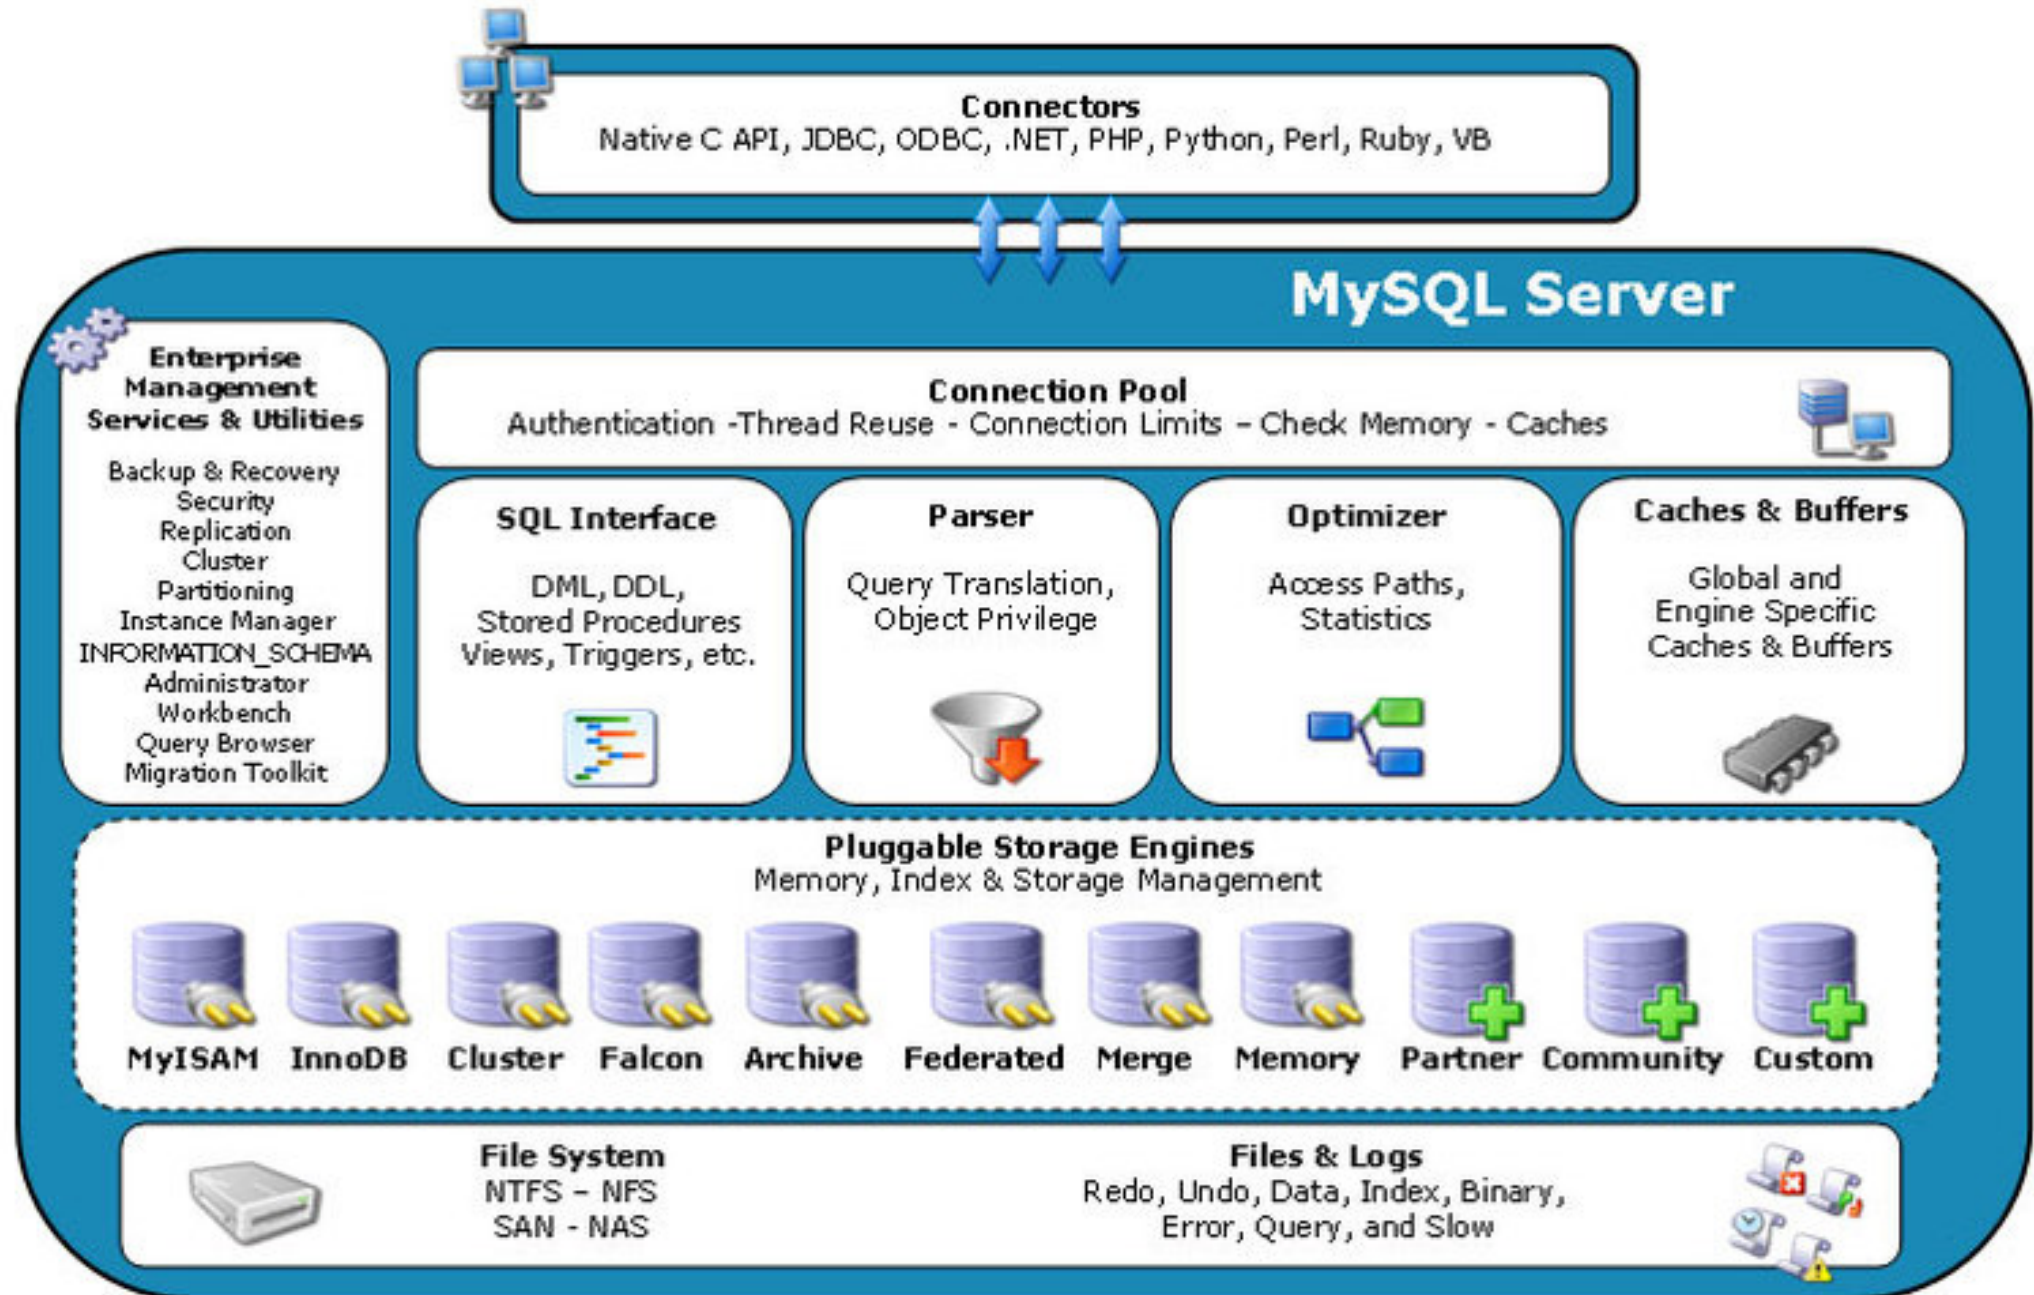 Connectors
Native C API, JDBC, ODBC, .NET, PHP, Python, Perl, Ruby, VB
MySQL Server
Enterprise
Management
Services & Utilities
Backup & Recovery
Security
Replication
Cluster
Partitioning
Instance Manager
INFORMATION_SCHEMA
Administrator
Workbench
Query Browser
Migration Toolkit
Connection Pool
Authentication -Thread Reuse - Connection Limits – Check Memory - Caches
SQL Interface
DML, DDL,
Stored Procedures
Views, Triggers, etc.
Parser
Query Translation,
Object Privilege
Optimizer
Access Paths,
Statistics
Caches & Buffers
Global and
Engine Specific
Caches & Buffers
Pluggable Storage Engines
Memory, Index & Storage Management
MyISAM
InnoDB
Cluster
Falcon
Archive
Federated
Merge
Memory
Partner
Community
Custom
File System
NTFS – NFS
SAN - NAS
Files & Logs
Redo, Undo, Data, Index, Binary,
Error, Query, and Slow